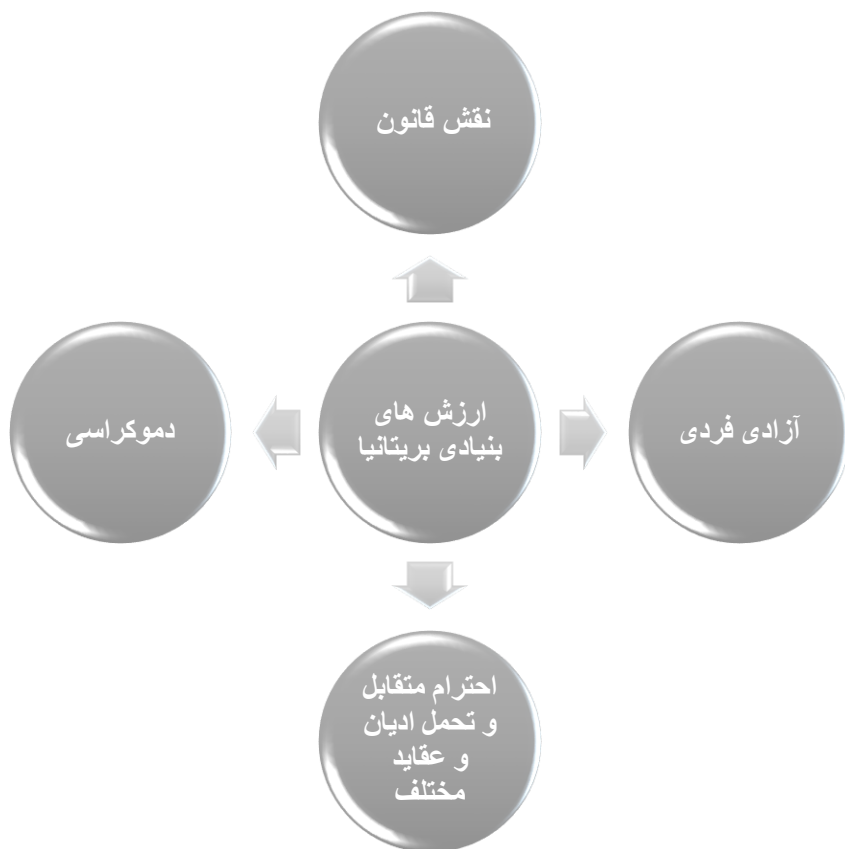 نقش قانون
دموکراسی
ارزش های
بنیادی بریتانیا
آزادی فردی
احترام متقابل
و تحمل ادیان
و عقاید
مختلف